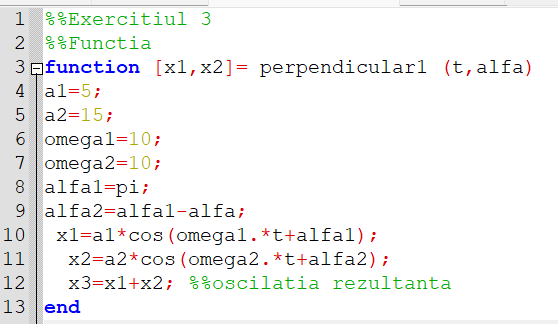 1 %%Exercitiul 3
2 %%Functia
3 function [x1,x2]= perpendicular1 (t,alfa)
4 a1=5;
5 a2=15;
6 omega1=10;
7 omega2=10;
8 alfa1=pi;
9 alfa2=alfa1-alfa;
10 x1=a1*cos(omega1.*t+alfa1);
11 x2=a2*cos(omega2.*t+alfa2);
12 x3=x1+x2; %%oscilatia rezultanta
13 end